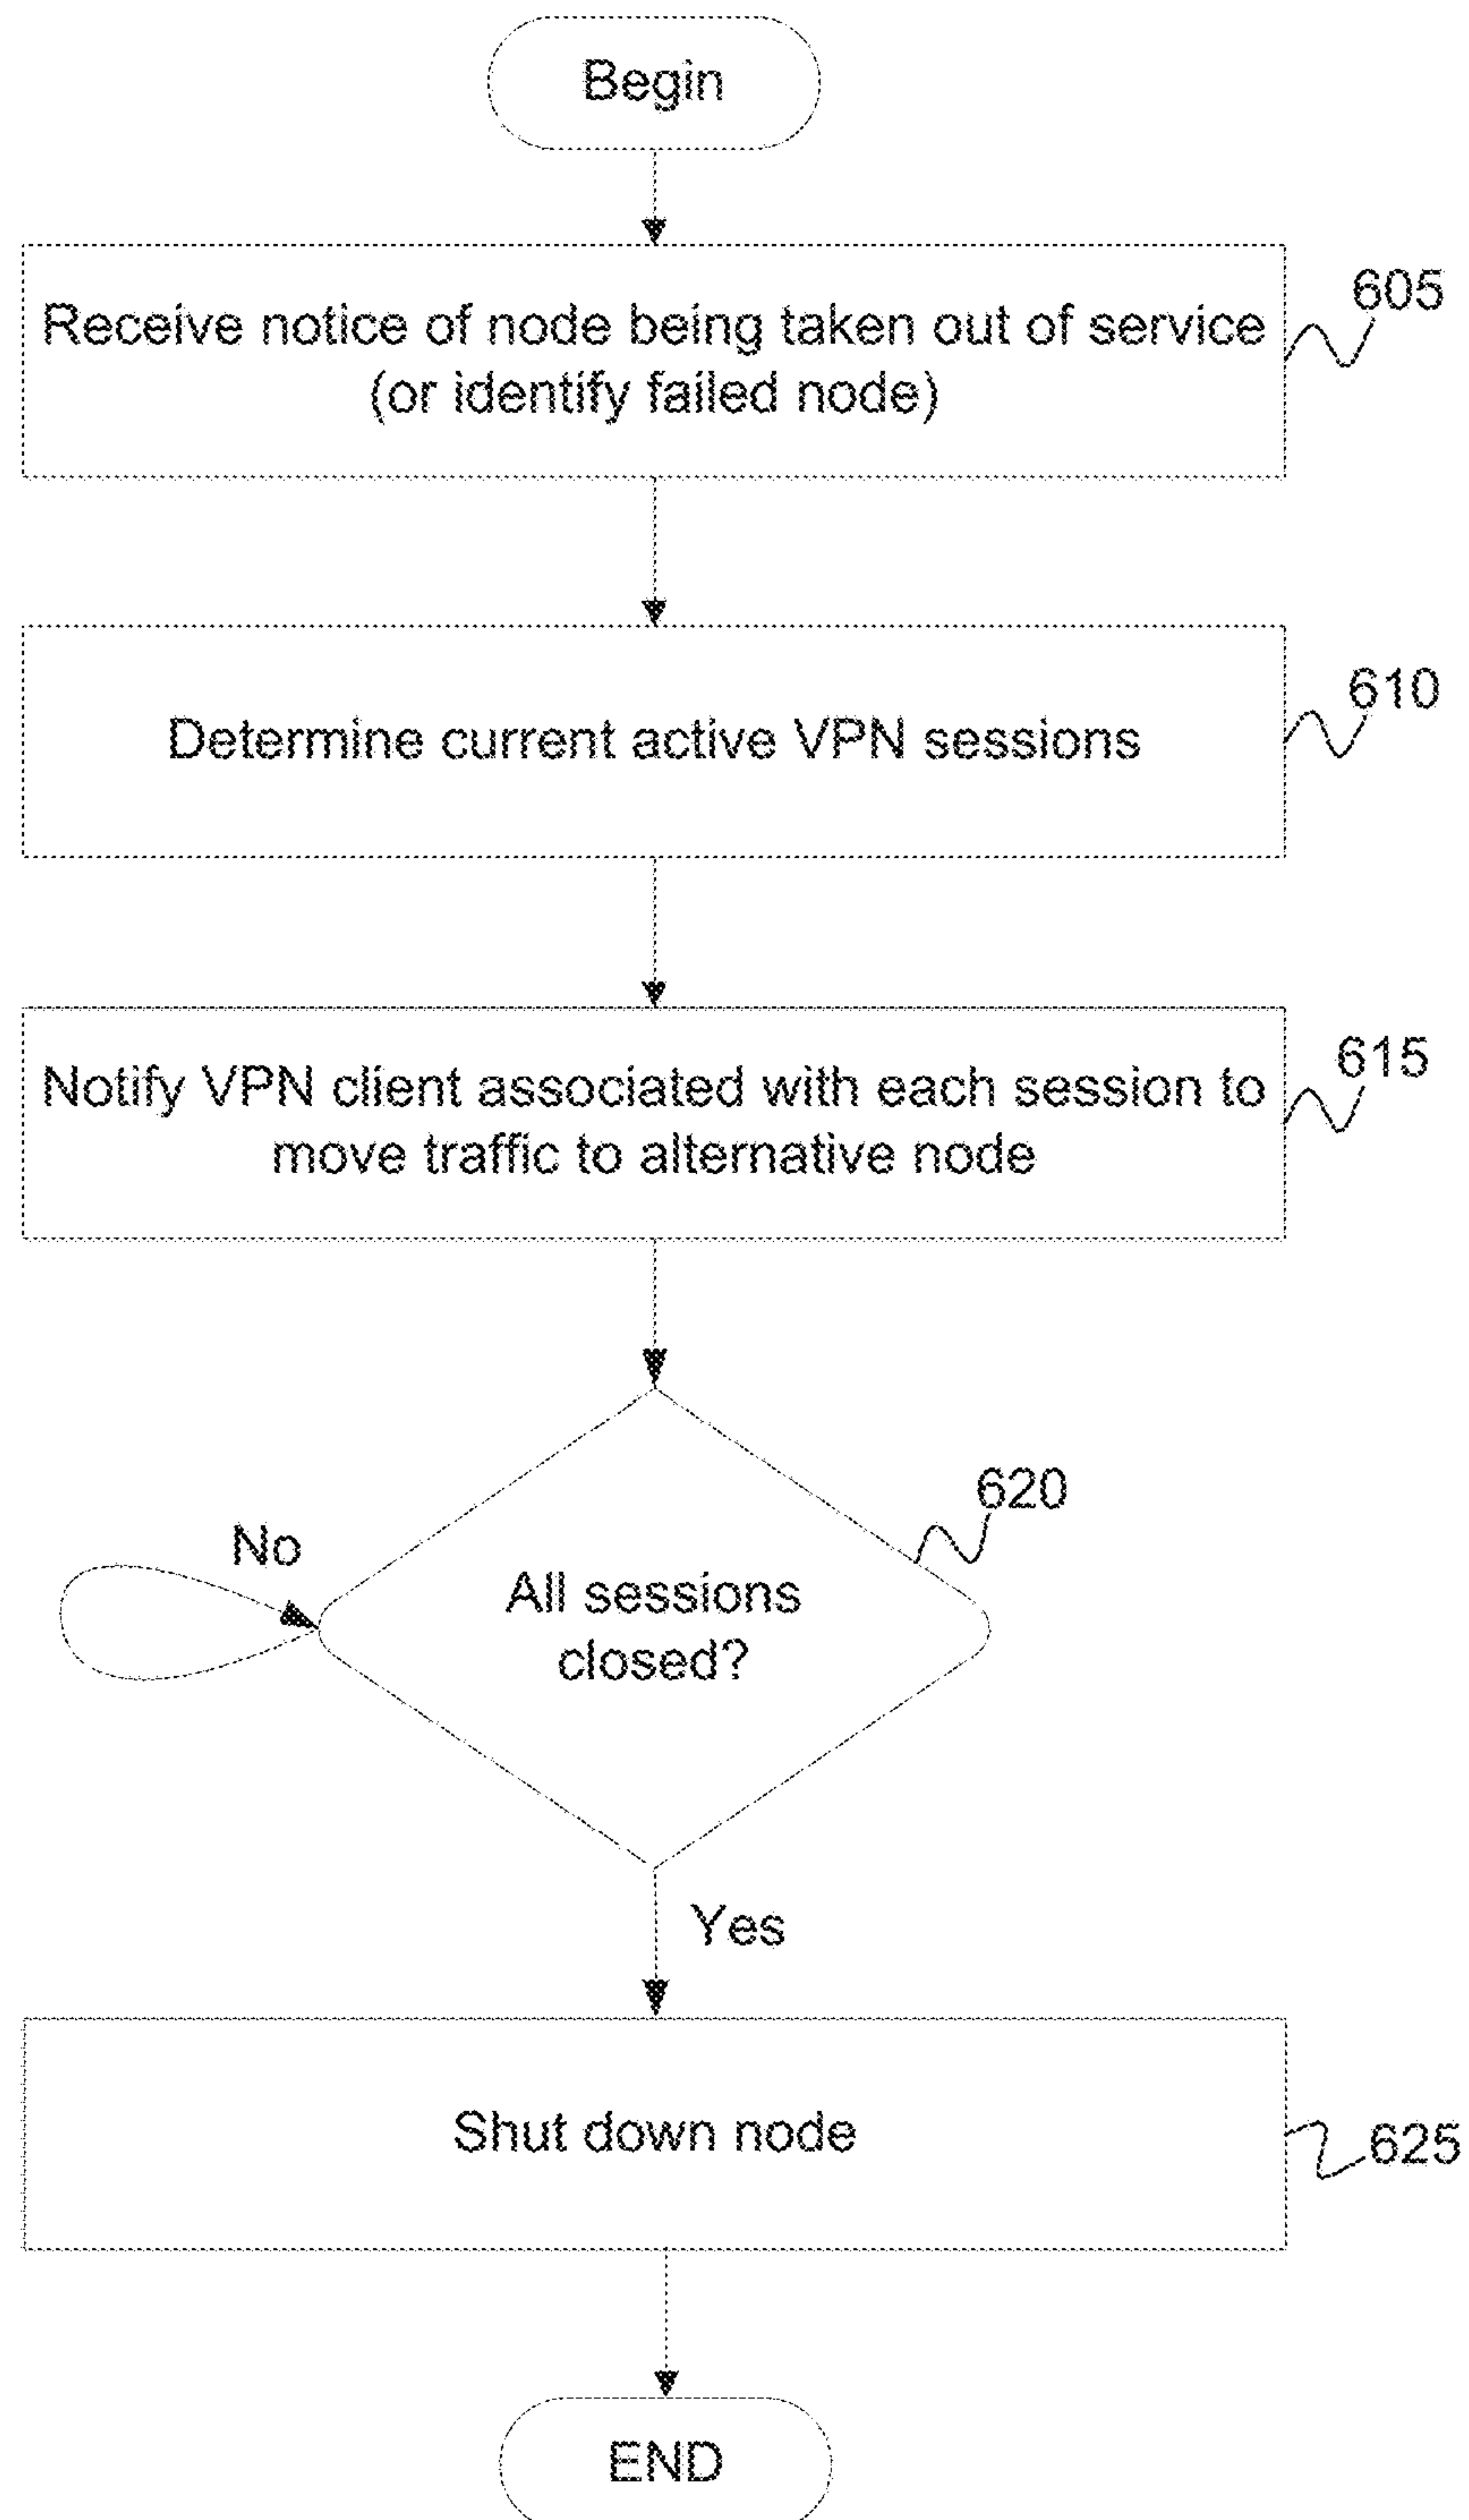 Begin
Receive notice of node being taken out of service
(or identify failed node)
605
Determine current active VPN sessions
610
Notify VPN client associated with each session to
move traffic to alternative node
615
620
No
All sessions
closed?
Yes
Shut down node
625
END